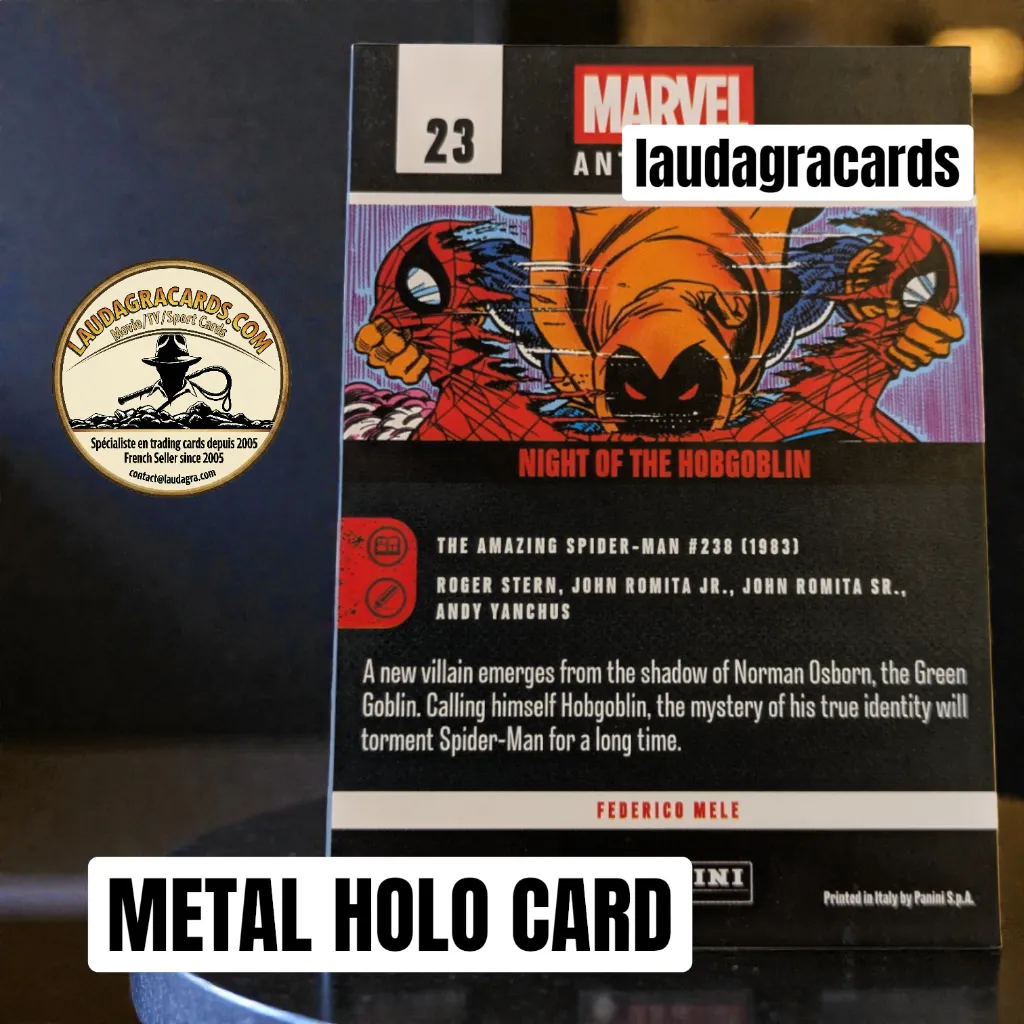 23
MARVEL
ANT
laudagracards
LAUDAGRACARDS.COM
Movie/TV/Sport Cards
Spécialiste en trading cards depuis 2005
French Seller since 2005
contact@laudagra.com
NIGHT OF THE HOBGOBLIN
THE AMAZING SPIDER-MAN #238 (1983)
ROGER STERN, JOHN ROMITA JR., JOHN ROMITA SR.,
ANDY YANCHUS
A new villain emerges from the shadow of Norman Osborn, the Green
Goblin. Calling himself Hobgoblin, the mystery of his true identity will
torment Spider-Man for a long time.
FEDERICO MELE
INI
Printed in Italy by Panini S.p.A.
METAL HOLO CARD